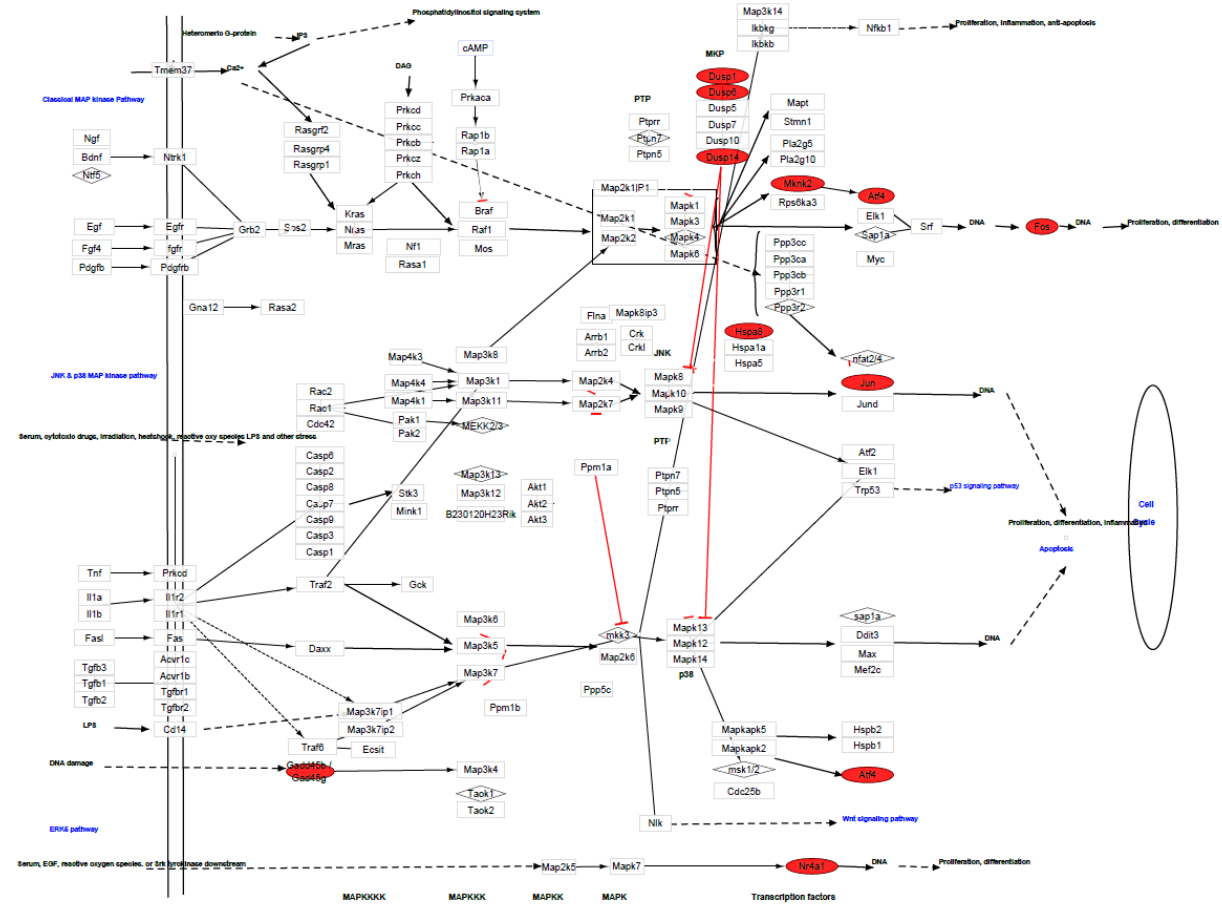 Phosphatidylinositol signaling system
Heteromeric G-protein
IP3
Tmem37
Ca2+
cAMP
DAG
Prkaca
Rap1b
Rap1a
Classical MAP kinase Pathway
Ngf
Bdnf
Ntf5
Ntrk1
Rasgrf2
Rasgrp4
Rasgrp1
Prkcd
Prkcc
Prkcb
Prkcz
Prkch
Egf
Fgf4
Pdgfb
Egfr
fgfr
Pdgfrb
Grb2
Sos2
Kras
Nras
Mras
Nf1
Rasa1
Braf
Raf1
Mos
Gna12
Rasa2
Map3k14
Ikbkg
Ikbkb
Nfkb1
Proliferation, inflammation, anti-apoptosis
MKP
Dusp1
Dusp6
Dusp5
Dusp7
Dusp10
Dusp14
PTP
Ptprr
Ptpn7
Ptpn5
Mapt
Stmn1
Pla2g5
Pla2g10
Map2k1IP1
Map2k1
Map2k2
Mapk1
Mapk3
Mapk4
Mapk6
Mknk2
Rps6ka3
Atf4
Elk1
Sap1a
Myc
Srf
DNA
Fos
DNA
Proliferation, differentiation
Ppp3cc
Ppp3ca
Ppp3cb
Ppp3r1
Ppp3r2
Hspa8
Hspa1a
Hspa5
nfat2/4
Jun
Jund
DNA
JNK & p38 MAP kinase pathway
Flna
Mapk8ip3
Arrb1
Arrb2
Crk
Crkl
JNK
Map4k3
Map3k8
Map4k4
Map4k1
Map3k1
Map3k11
MEKK2/3
Map2k4
Map2k7
Mapk8
Mapk10
Mapk9
Rac2
Rac1
Cdc42
Pak1
Pak2
Serum, cytotoxic drugs, irradiation, heatshock, reactive oxy species LPS and other stress
Casp6
Casp2
Casp8
Casp7
Casp9
Casp3
Casp1
Stk3
Mink1
Map3k13
Map3k12
B230120H23Rik
Akt1
Akt2
Akt3
Ppm1a
PTP
Ptpn7
Ptpn5
Ptprr
Atf2
Elk1
Trp53
p53 signaling pathway
Proliferation, differentiation, inflammation
Apoptosis
Cell
Cycle
Tnf
Prkcd
Il1a
Il1b
Il1r2
Il1r1
Fasl
Fas
Traf2
Gck
Daxx
Map3k6
Map3k5
Map3k7
mkk3
Map2k6
Mapk13
Mapk12
Mapk14
p38
sap1a
Ddit3
Max
Mef2c
DNA
Tgfb3
Tgfb1
Tgfb2
Acvr1c
Acvr1b
Tgfbr1
Tgfbr2
LPS
Cd14
Map3k7ip1
Map3k7ip2
Traf6
Ecsit
Ppm1b
Ppp5c
Mapkapk5
Mapkapk2
msk1/2
Cdc25b
Hspb2
Hspb1
Atf4
DNA damage
Gadd45b /
Gad45g
Map3k4
Taok1
Taok2
Nlk
Wnt signaling pathway
ERK5 pathway
Serum, EGF, reactive oxygen species, or Srk tyrokinase downstream
Map2k5
Mapk7
Nr4a1
DNA
Proliferation, differentiation
MAPKKKK
MAPKKK
MAPKK
MAPK
Transcription factors